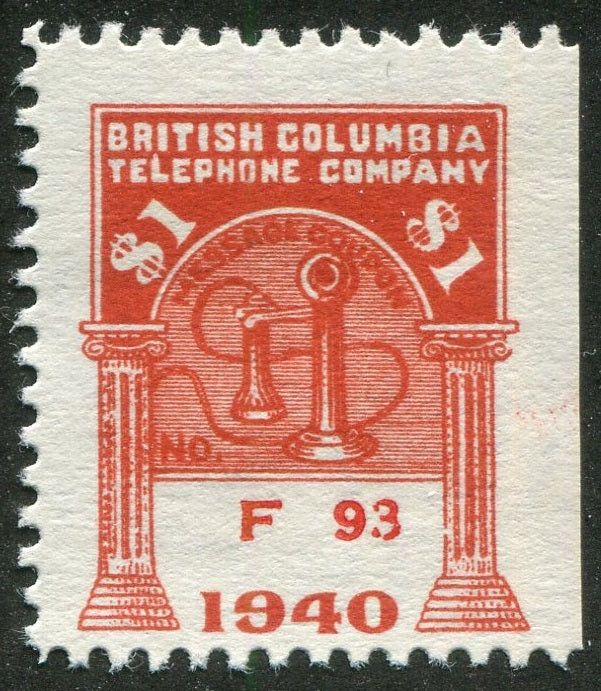 BRITISH COLUMBIA
TELEPHONE COMPANY
$1 $1
MESSAGE COUPON
NO.
F 93
1940